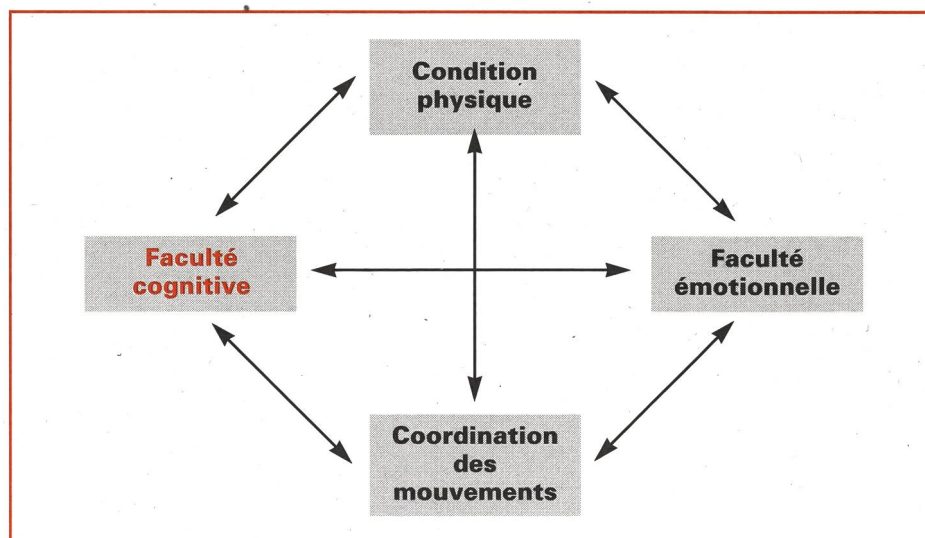 Condition
physique
Faculté
cognitive
Faculté
émotionnelle
Coordination
des
mouvements